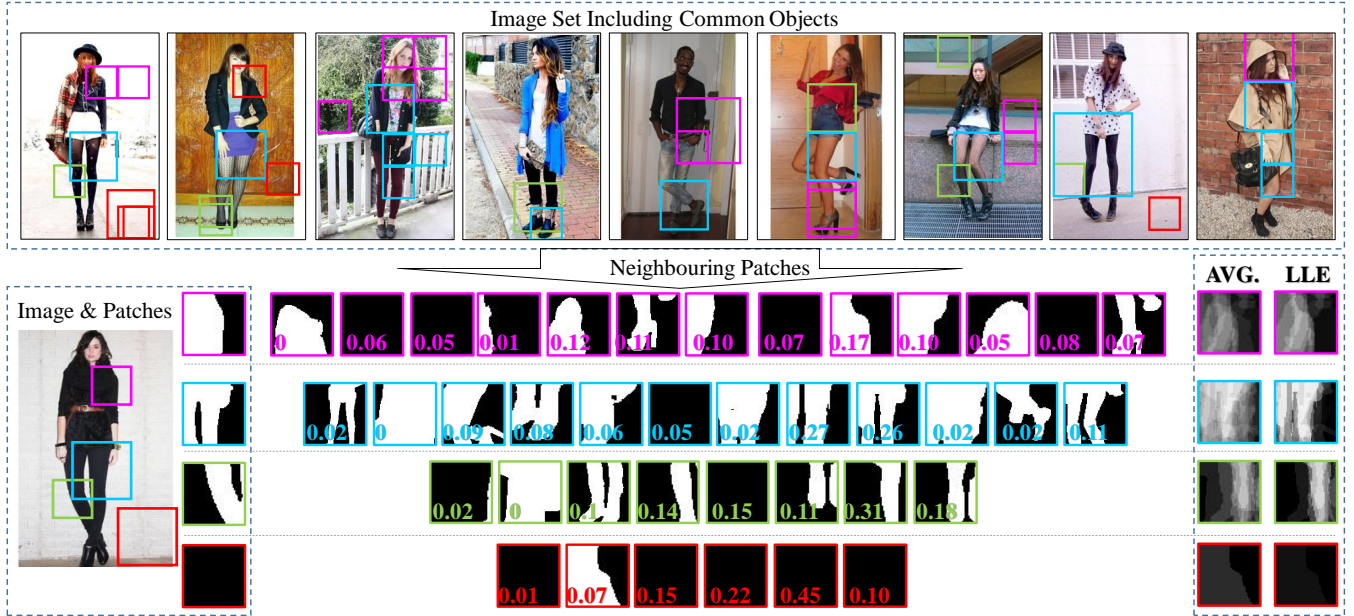 Image Set Including Common Objects
Neighbouring Patches
Image & Patches
AVG. LLE
0 0.06 0.05 0.01 0.12 0.11 0.10 0.07 0.17 0.10 0.05 0.08 0.07
0.02 0 0.09 0.08 0.06 0.05 0.02 0.27 0.26 0.02 0.02 0.11
0.02 0 0.1 0.14 0.15 0.11 0.31 0.18
0.01 0.07 0.15 0.22 0.45 0.10